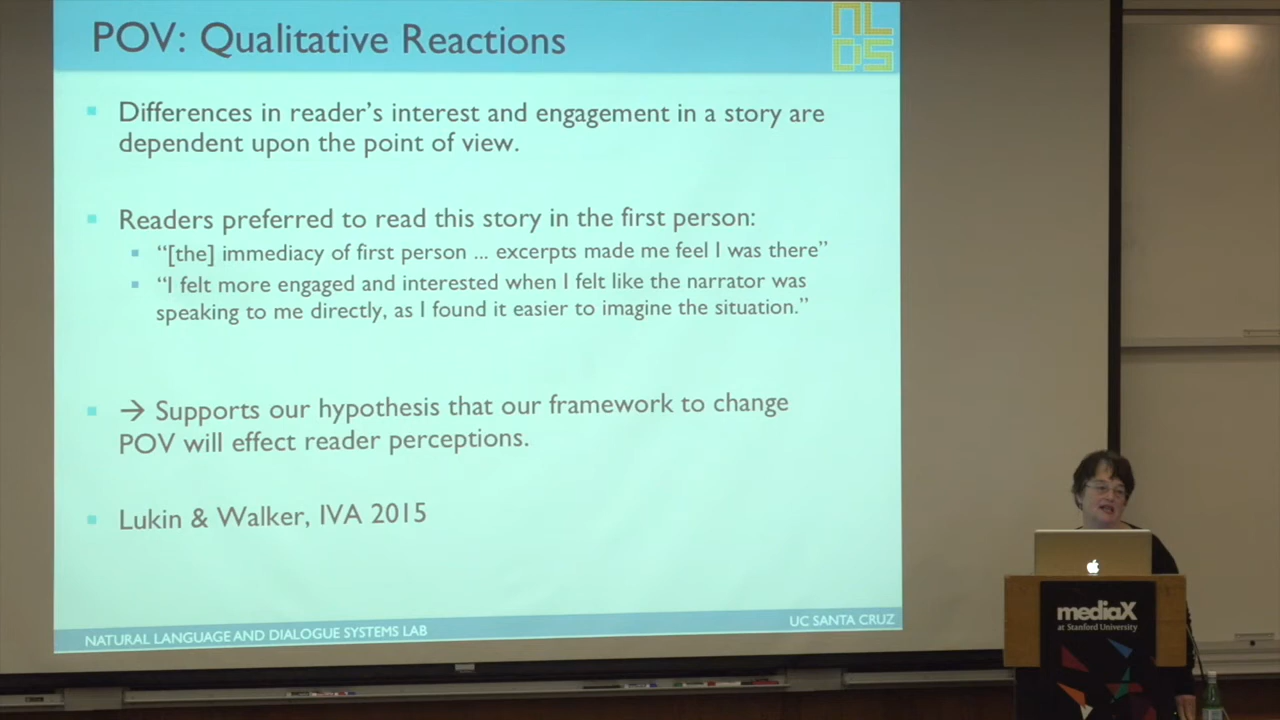 POV: Qualitative Reactions
NL
DS
Differences in reader's interest and engagement in a story are
dependent upon the point of view.
Readers preferred to read this story in the first person:
"[the] immediacy of first person ... excerpts made me feel I was there"
"I felt more engaged and interested when I felt like the narrator was
speaking to me directly, as I found it easier to imagine the situation."
→ Supports our hypothesis that our framework to change
POV will effect reader perceptions.
Lukin & Walker, IVA 2015
NATURAL LANGUAGE AND DIALOGUE SYSTEMS LAB
UC SANTA CRUZ
mediaX
at Stanford University